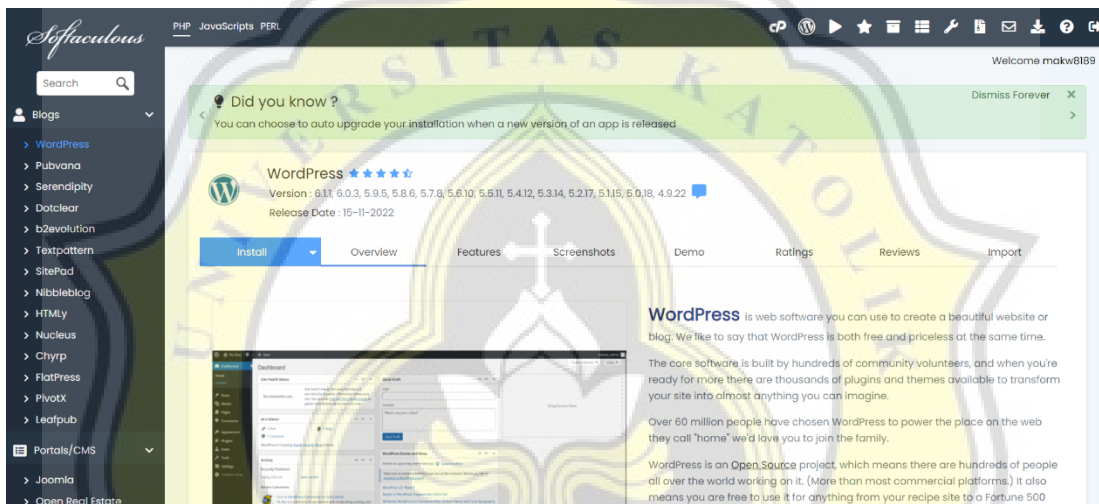 Softaculous
PHP JavaScripts PERL
Welcome makw8189
Search
Blogs
WordPress
Pubvana
Serendipity
Dotclear
b2evolution
Textpattern
SitePad
Nibbleblog
HTMLy
Nucleus
Chyrp
FlatPress
PivotX
Leafpub
Portals/CMS
Joomla
Open Real Estate
UNIVERSITAS KATOLIK
Did you know ?
Dismiss Forever
You can choose to auto upgrade your installation when a new version of an app is released
WordPress
Version : 6.1.1, 6.0.3, 5.9.5, 5.8.6, 5.7.8, 5.6.10, 5.5.11, 5.4.12, 5.3.14, 5.2.17, 5.1.15, 5.0.18, 4.9.22
Release Date : 15-11-2022
Install Overview Features Screenshots Demo Ratings Reviews Import
Dashboard
WordPress is web software you can use to create a beautiful website or
blog. We like to say that WordPress is both free and priceless at the same time.
The core software is built by hundreds of community volunteers, and when you're
ready for more there are thousands of plugins and themes available to transform
your site into almost anything you can imagine.
Over 60 million people have chosen WordPress to power the place on the web
they call "home" we'd love you to join the family.
WordPress is an Open Source project, which means there are hundreds of people
all over the world working on it. (More than most commercial platforms.) It also
means you are free to use it for anything from your recipe site to a Fortune 500